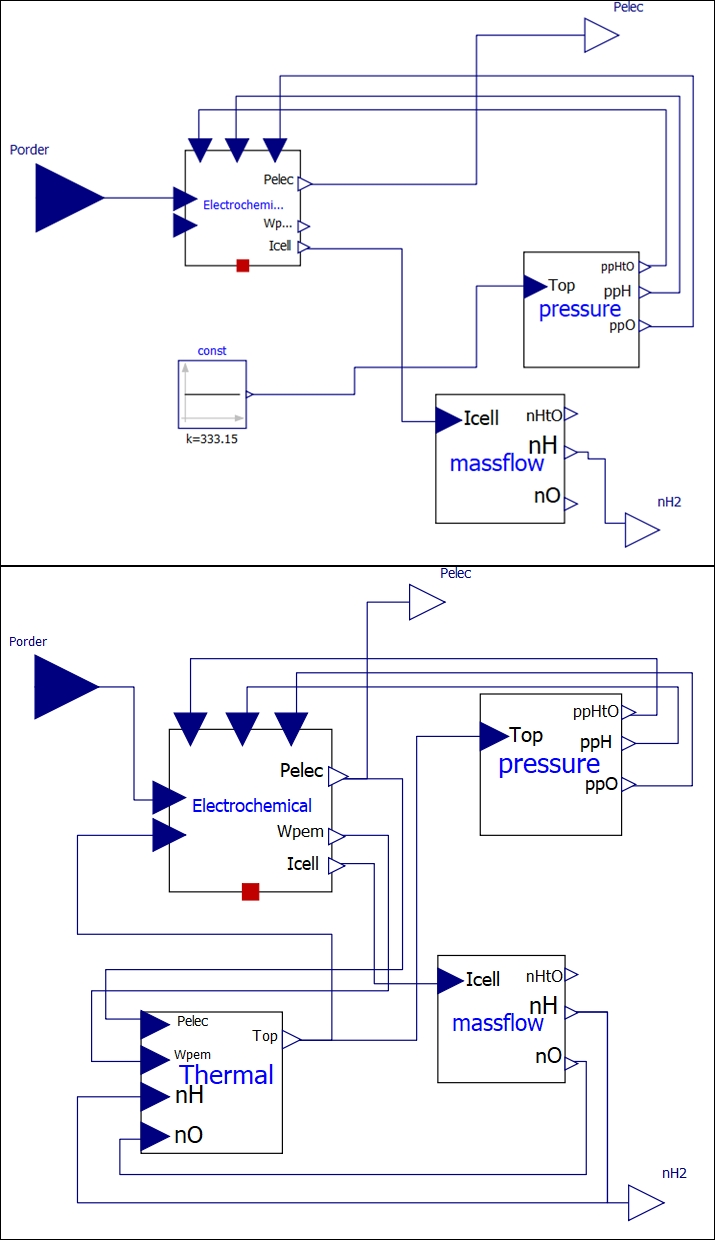 Pelec
Porder
Pelec
Electrochemi...
Wp...
Icell
ppHtO
Top
ppH
pressure
ppO
const
k=333.15
Icell
nHtO
nH
massflow
nO
nH2
Pelec
Porder
ppHtO
Top
ppH
pressure
Pelec
ppO
Electrochemical
Wpem
Icell
Icell
nHtO
nH
massflow
nO
Pelec
Top
Wpem
Thermal
nH
nO
nH2